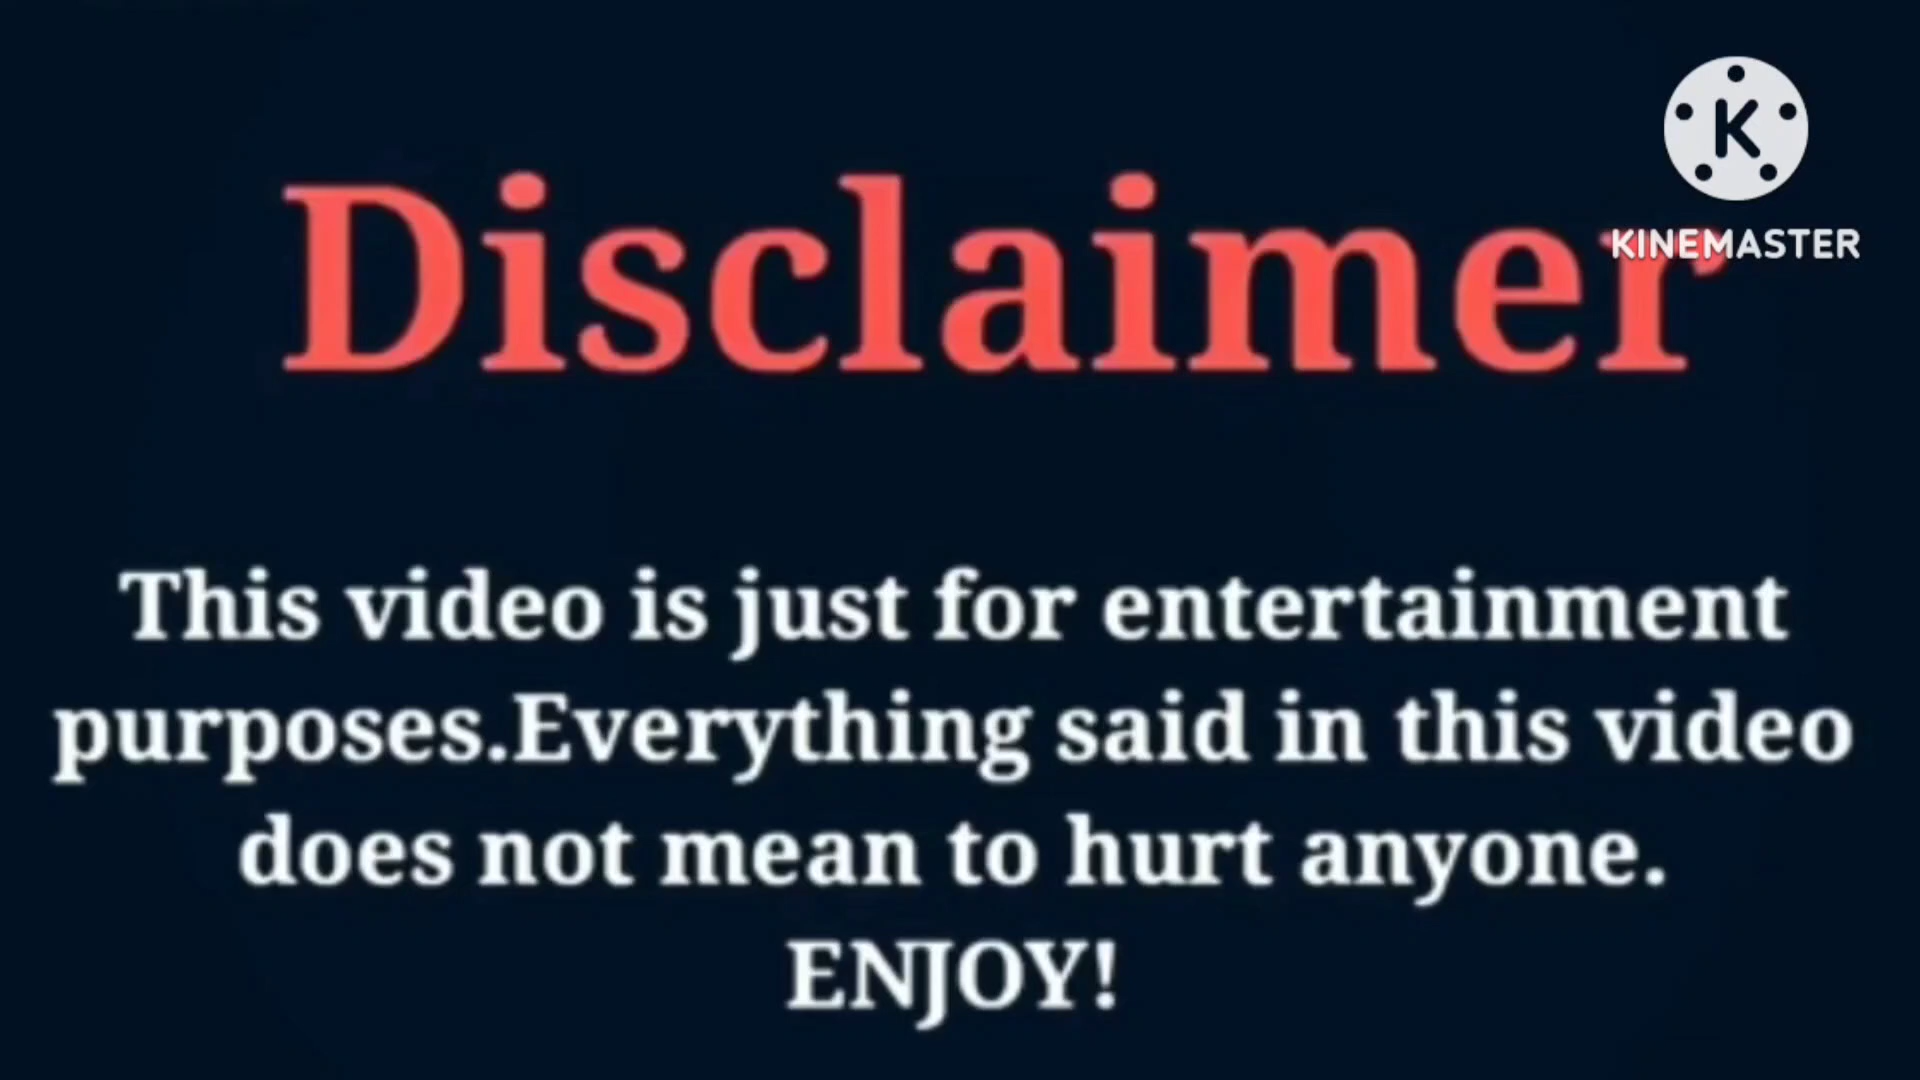 K
KINEMASTER
Disclaimer
This video is just for entertainment
purposes.Everything said in this video
does not mean to hurt anyone.
ENJOY!